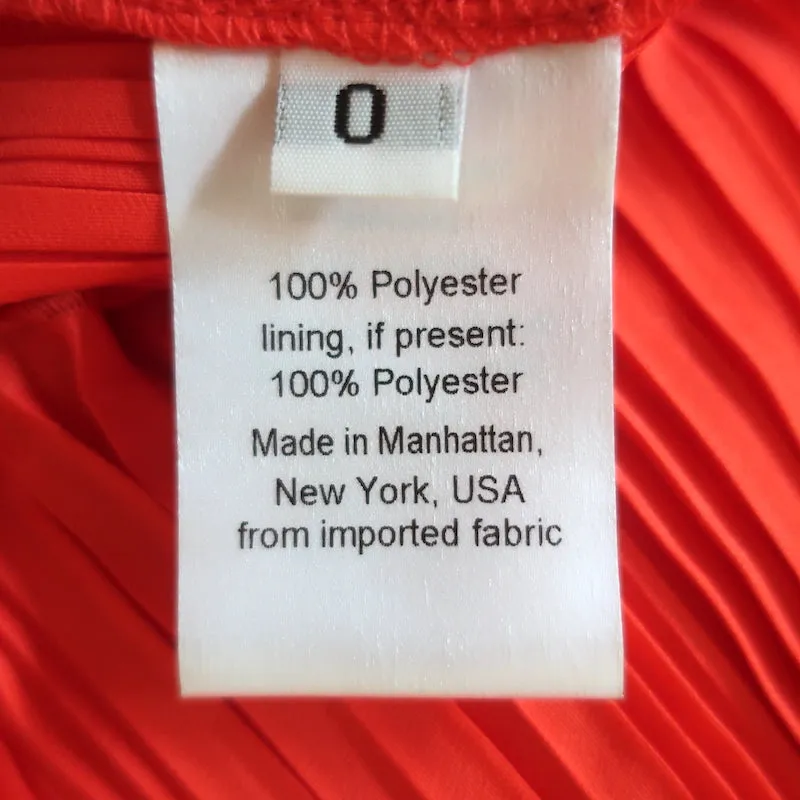 0
100% Polyester
lining, if present:
100% Polyester
Made in Manhattan,
New York, USA
from imported fabric